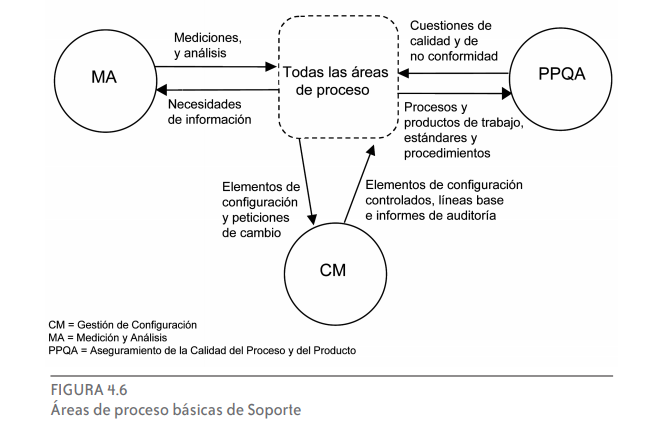 Mediciones,
y análisis
MA
Necesidades
de información
Todas las áreas
de proceso
Cuestiones de
calidad y de
no conformidad
PPQA
Procesos y
productos de trabajo,
estándares y
procedimientos
Elementos de
configuración
y peticiones
de cambio
Elementos de configuración
controlados, líneas base
e informes de auditoría
CM
CM = Gestión de Configuración
MA = Medición y Análisis
PPQA = Aseguramiento de la Calidad del Proceso y del Producto
FIGURA 4.6
Áreas de proceso básicas de Soporte